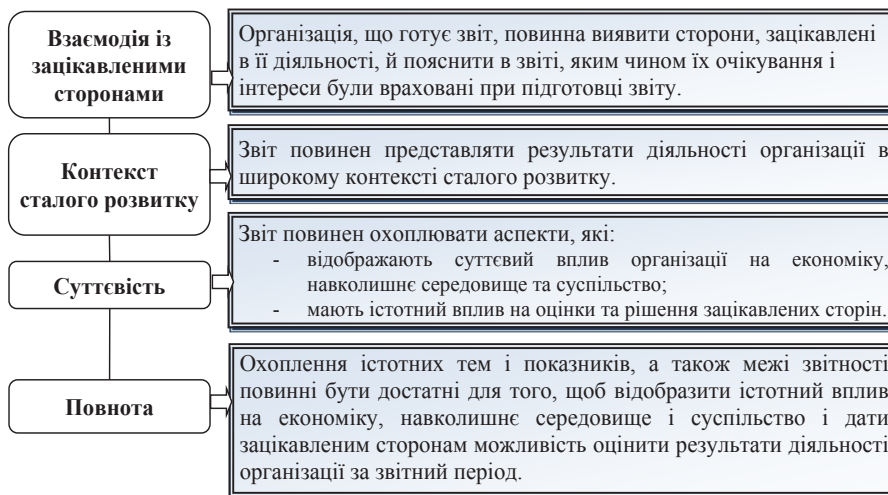 Взаємодія із
зацікавленими
сторонами
Організація, що готує звіт, повинна виявити сторони, зацікавлені
в її діяльності, й пояснити в звіті, яким чином їх очікування і
інтереси були враховані при підготовці звіту.
Контекст
сталого розвитку
Звіт повинен представляти результати діяльності організації в
широкому контексті сталого розвитку.
Суттєвість
Звіт повинен охоплювати аспекти, які:
- відображають суттєвий вплив організації на економіку,
навколишнє середовище та суспільство;
- мають істотний вплив на оцінки та рішення зацікавлених сторін.
Повнота
Охоплення істотних тем і показників, а також межі звітності
повинні бути достатні для того, щоб відобразити істотний вплив
на економіку, навколишнє середовище і суспільство і дати
зацікавленим сторонам можливість оцінити результати діяльності
організації за звітний період.